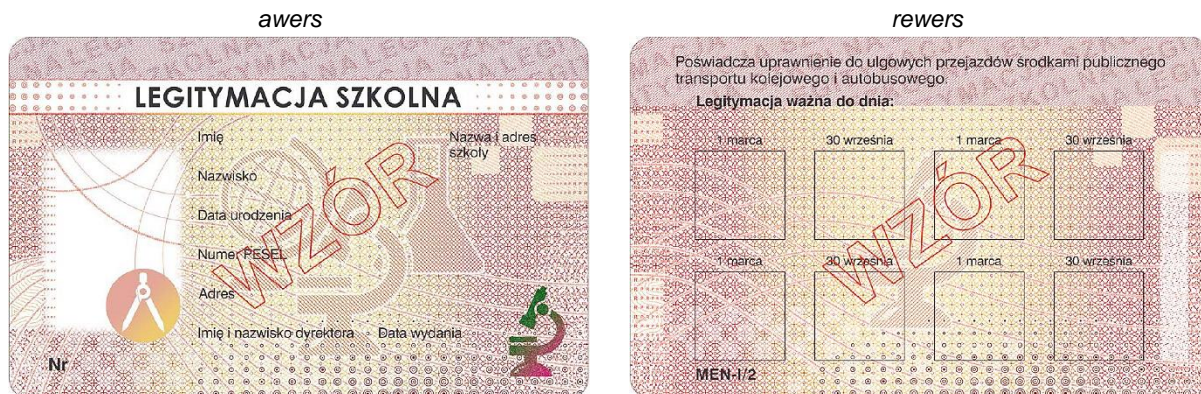 awers
LEGITYMACJA SZKOLNA
Imię
Nazwa i adres
szkoły
Nazwisko
Data urodzenia
Numer PESEL
Adres
Imię i nazwisko dyrektora
Data wydania
Nr
WZÓR
rewers
Poświadcza uprawnienie do ulgowych przejazdów środkami publicznego
transportu kolejowego i autobusowego.
Legitymacja ważna do dnia:
1 marca 30 września 1 marca 30 września
1 marca 30 września 1 marca 30 września
MEN-I/2
WZÓR